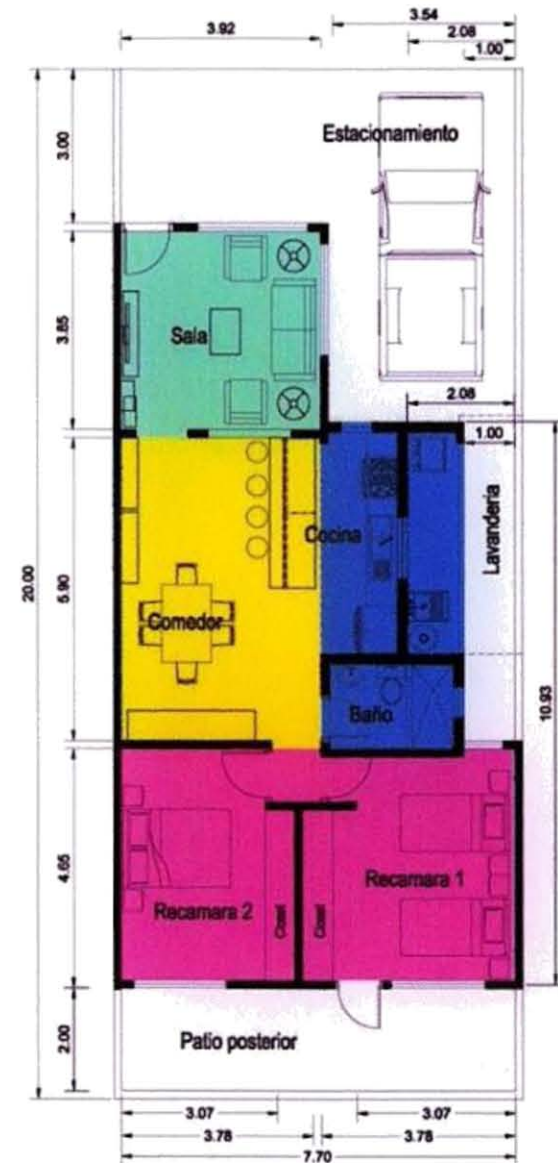 3.92
3.54
2.08
1.00
3.00
Estacionamiento
3.85
Sala
2.08
1.00
20.00
5.90
Cocina
Lavanderia
Comedor
Baño
10.93
4.65
Recamara 1
Recamara 2
Coset
Coset
2.00
Patio posterior
3.07
3.07
3.78
3.78
7.70